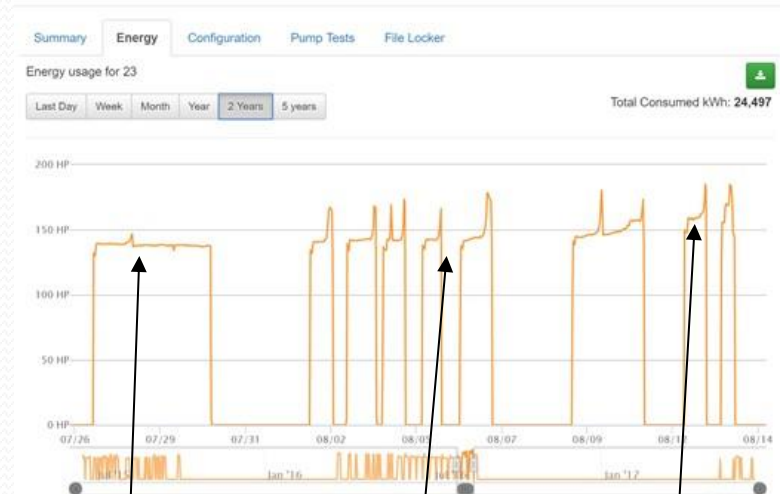 Summary Energy Configuration Pump Tests File Locker
Energy usage for 23
Last Day Week Month Year 2 Years 5 years
Total Consumed kWh: 24,497
200 HP
150 HP
100 HP
50 HP
0 HP
07/26 07/29 07/31 08/02 08/05 08/07 08/09 08/12 08/14
Jan '16 Jan '17